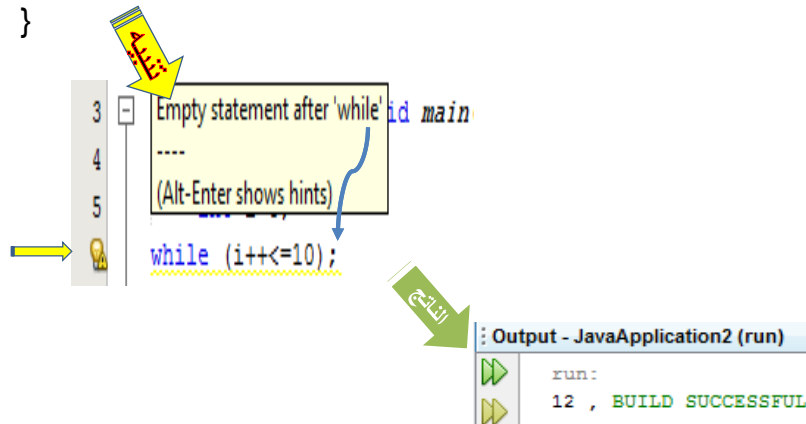 }
تنبيه
3 Empty statement after 'while' id main
4 ----
5 (Alt-Enter shows hints)
while (i++<=10);
الناتج
Output - JavaApplication2 (run)
run:
12 , BUILD SUCCESSFUL